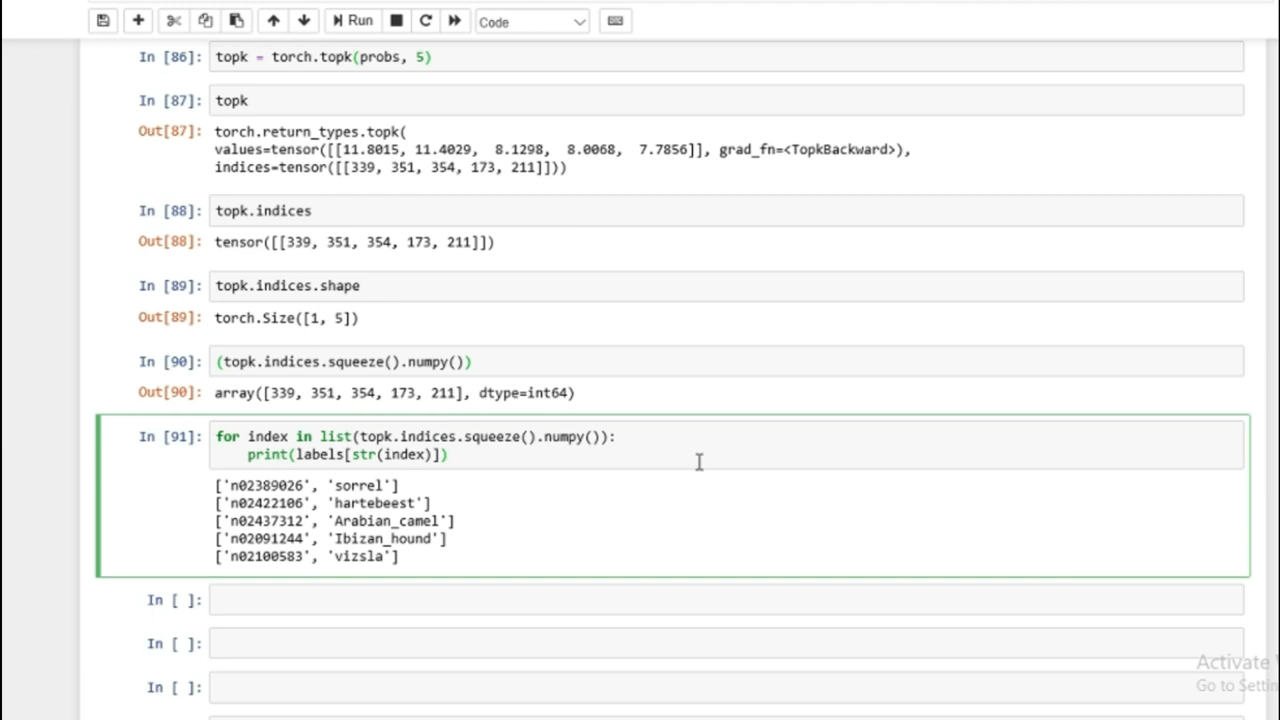 Run
Code
In [86]: topk = torch.topk(probs, 5)
In [87]: topk
Out[87]: torch.return_types.topk(
values=tensor([[11.8015, 11.4029,  8.1298,  8.0068,  7.7856]], grad_fn=<TopkBackward>),
indices=tensor([[339, 351, 354, 173, 211]]))
In [88]: topk.indices
Out[88]: tensor([[339, 351, 354, 173, 211]])
In [89]: topk.indices.shape
Out[89]: torch.Size([1, 5])
In [90]: (topk.indices.squeeze().numpy())
Out[90]: array([339, 351, 354, 173, 211], dtype=int64)
In [91]: for index in list(topk.indices.squeeze().numpy()):
    print(labels[str(index)])
['n02389026', 'sorrel']
['n02422106', 'hartebeest']
['n02437312', 'Arabian_camel']
['n02091244', 'Ibizan_hound']
['n02100583', 'vizsla']
In [ ]:
In [ ]:
In [ ]:
Activate
Go to